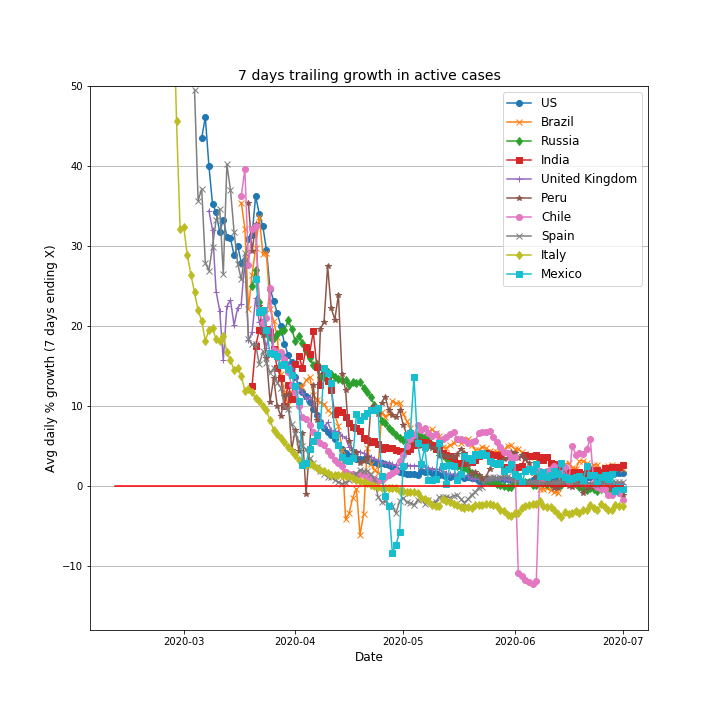 7 days trailing growth in active cases
Avg daily % growth (7 days ending X)
50
40
30
20
10
0
−10
US
Brazil
Russia
India
United Kingdom
Peru
Chile
Spain
Italy
Mexico
2020-03
2020-04
2020-05
2020-06
2020-07
Date